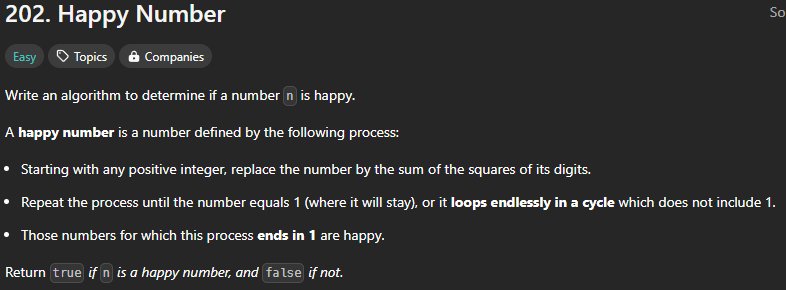 202. Happy Number
So
Easy Topics Companies
Write an algorithm to determine if a number n is happy.
A happy number is a number defined by the following process:
• Starting with any positive integer, replace the number by the sum of the squares of its digits.
• Repeat the process until the number equals 1 (where it will stay), or it loops endlessly in a cycle which does not include 1.
• Those numbers for which this process ends in 1 are happy.
Return true if n is a happy number, and false if not.